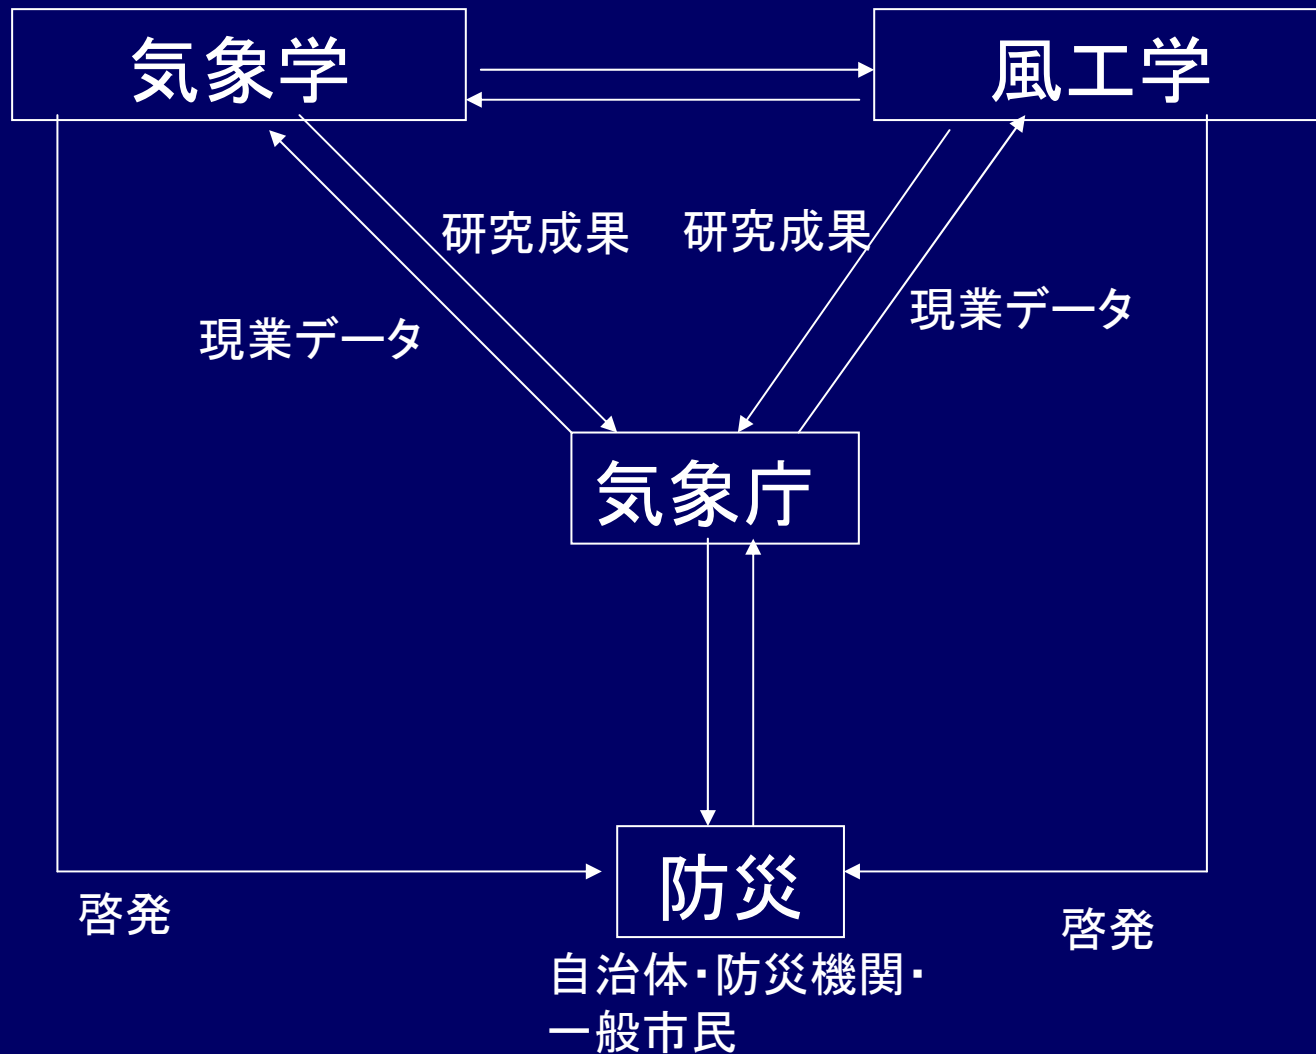 気象学
風工学
研究成果
研究成果
現業データ
現業データ
気象庁
防災
啓発
啓発
自治体・防災機関・
一般市民